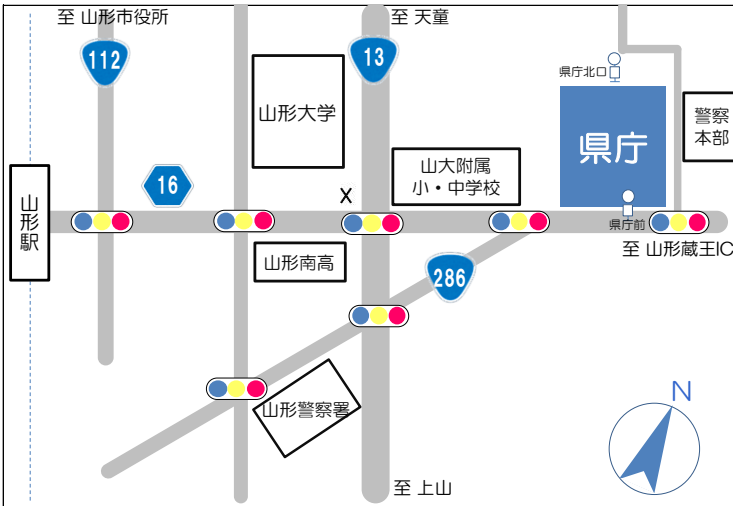 至 山形市役所
至 天童
112
13
県庁北口
山形大学
警察
本部
県庁
山大附属
小・中学校
16
X
山形駅
県庁前
山形南高
至 山形蔵王IC
286
N
山形警察署
至 上山